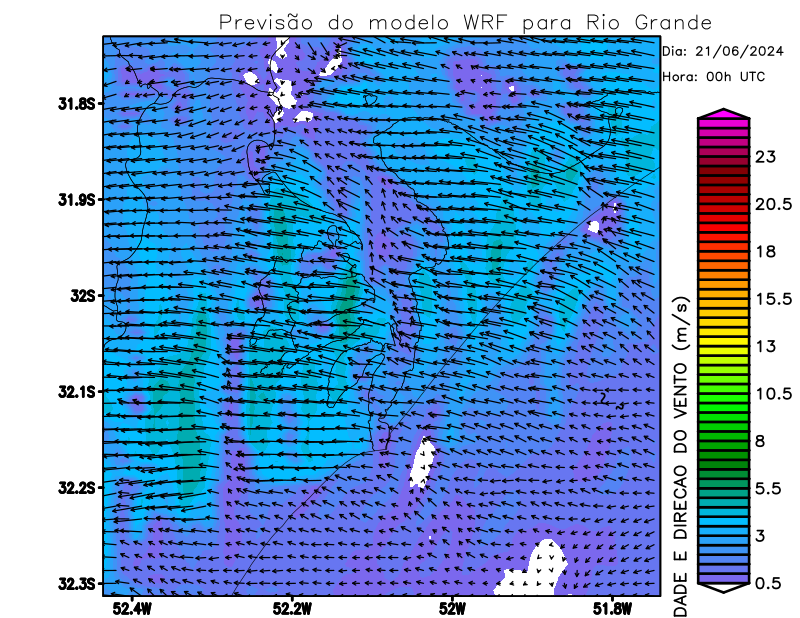 Previsão do modelo WRF para Rio Grande
Dia: 21/06/2024
Hora: 00h UTC
31.8S
31.9S
32S
32.1S
32.2S
32.3S
52.4W
52.2W
52W
51.8W
23
20.5
18
15.5
13
10.5
8
5.5
3
0.5
DADE E DIRECAO DO VENTO (m/s)